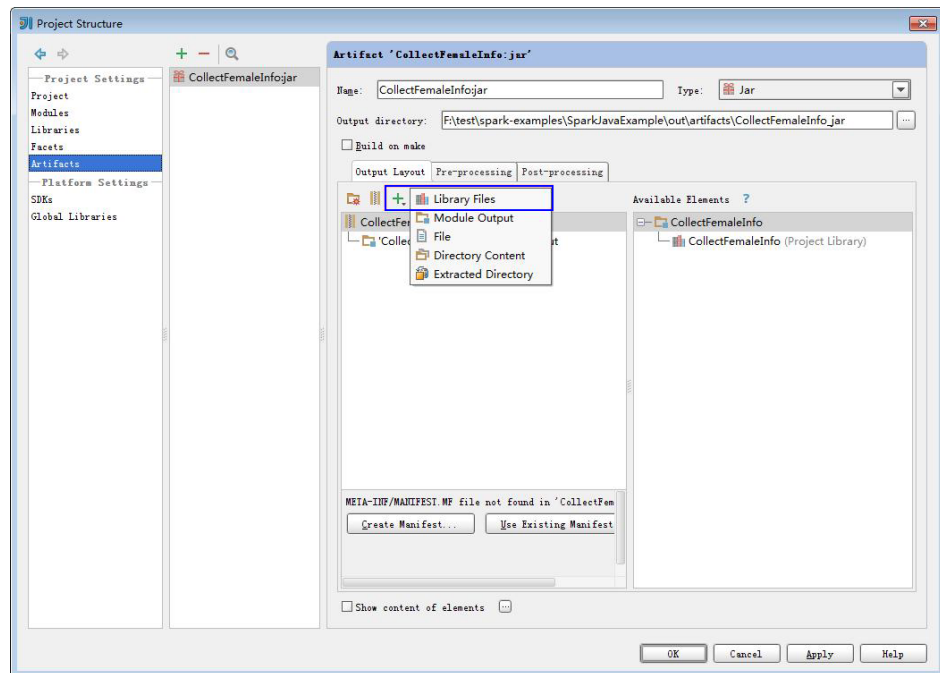 Project Structure
Project Settings
Project
Modules
Libraries
Facets
Artifacts
Platform Settings
SDKs
Global Libraries
CollectFemaleInfo:jar
Artifact 'CollectFemaleInfo:jar'
Name: CollectFemaleInfo:jar Type: Jar
Output directory: F:\test\spark-examples\SparkJavaExample\out\artifacts\CollectFemaleInfo_jar ...
Build on make
Output Layout Pre-processing Post-processing
Library Files
Module Output
File
Directory Content
Extracted Directory
CollectFe
'Collec
ut
Available Elements ?
CollectFemaleInfo
CollectFemaleInfo (Project Library)
META-INF/MANIFEST.MF file not found in 'CollectFem
Create Manifest... Use Existing Manifest
Show content of elements ...
OK Cancel Apply Help